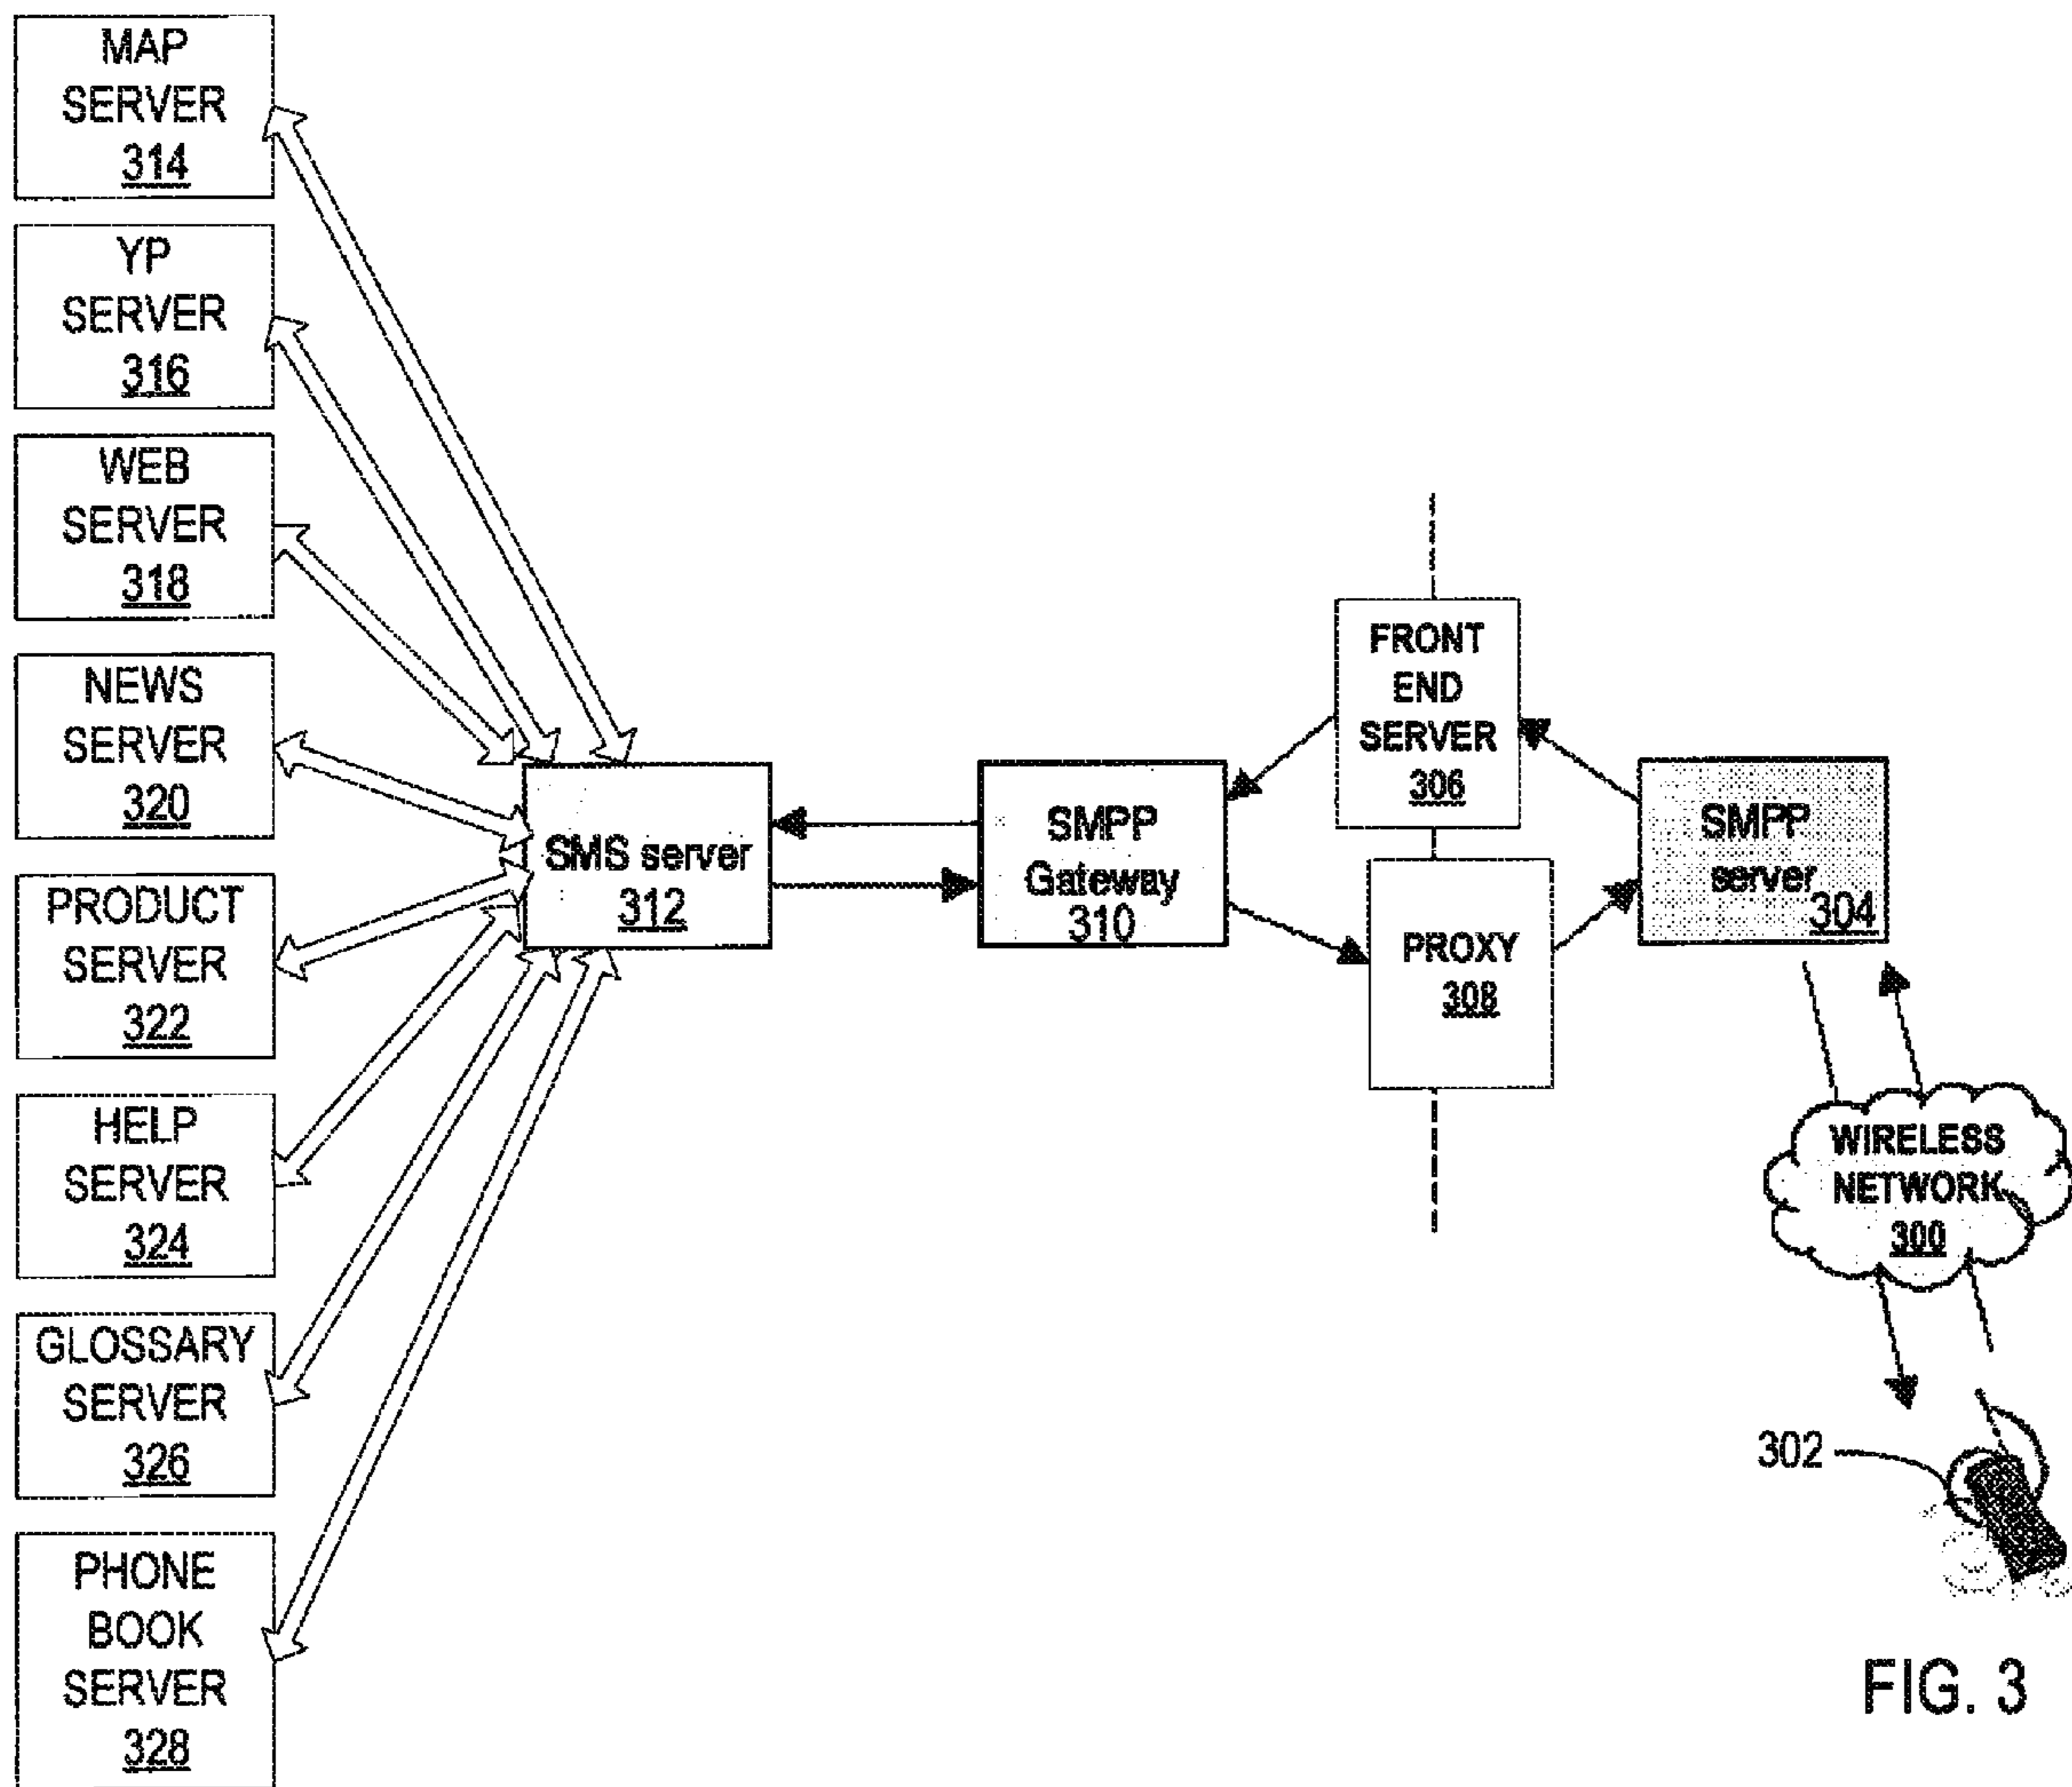 MAP
SERVER
314
YP
SERVER
316
WEB
SERVER
318
NEWS
SERVER
320
PRODUCT
SERVER
322
HELP
SERVER
324
GLOSSARY
SERVER
326
PHONE
BOOK
SERVER
328
SMS server
312
SMPP
Gateway
310
FRONT
END
SERVER
306
PROXY
308
SMPP
server
304
WIRELESS
NETWORK
300
302
FIG. 3